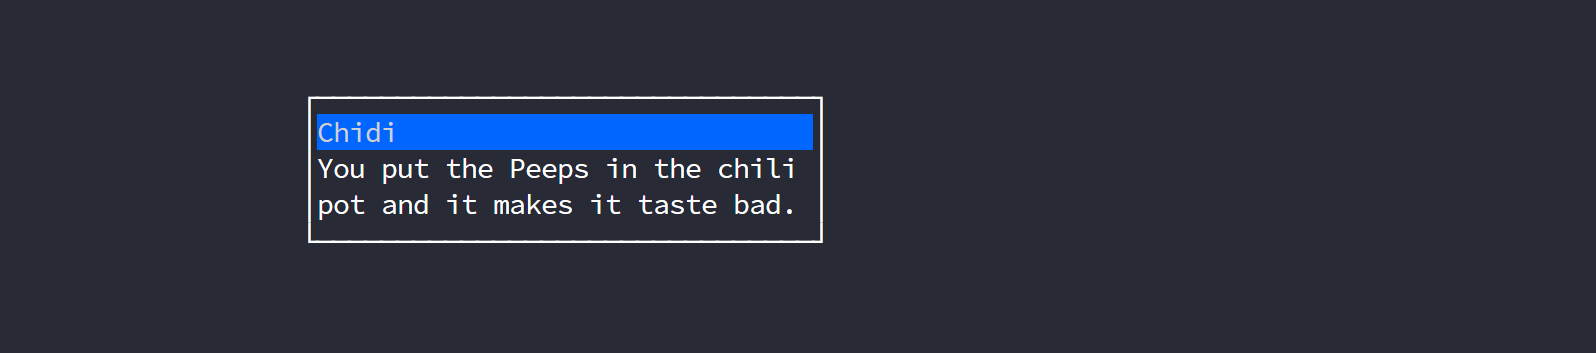 Chidi
You put the Peeps in the chili
pot and it makes it taste bad.